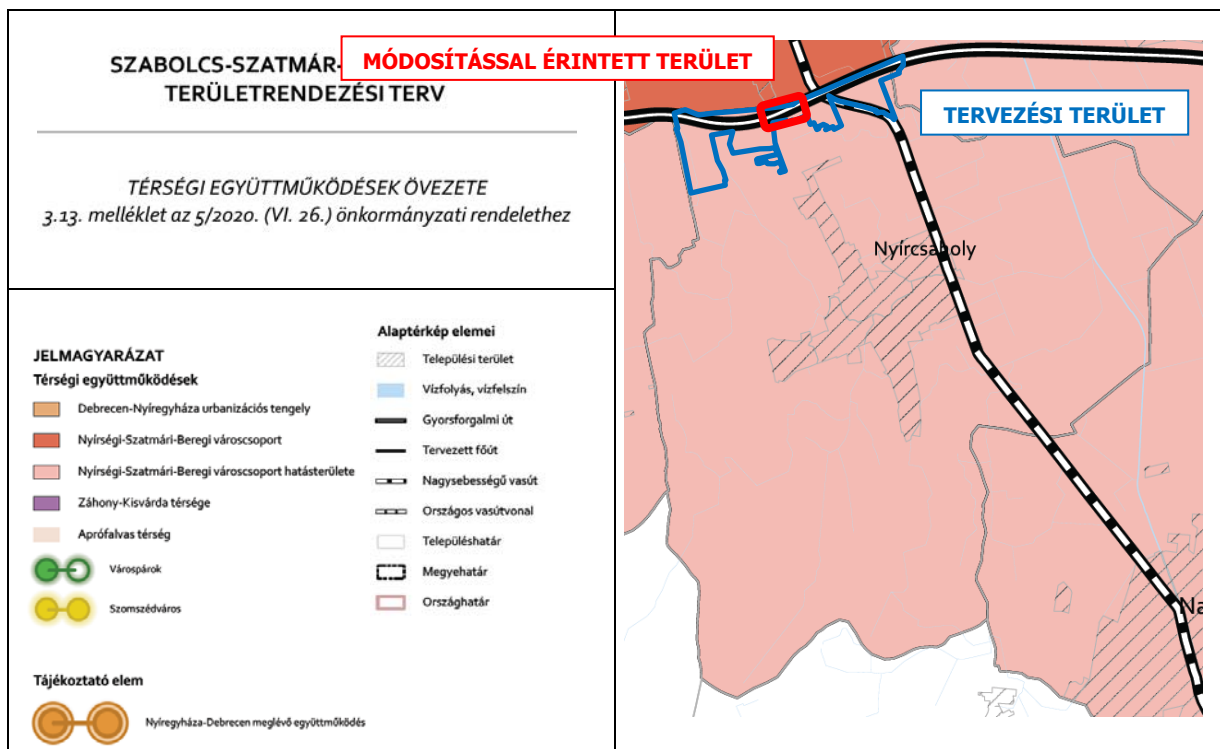 SZABOLCS-SZATMÁR-
TERÜLETRENDEZÉSI TERV
TÉRSÉGI EGYÜTTMŰKÖDÉSEK ÖVEZETE
3.13. melléklet az 5/2020. (VI. 26.) önkormányzati rendelethez
MÓDOSÍTÁSSAL ÉRINTETT TERÜLET
TERVEZÉSI TERÜLET
Nyírcsaholy
Na
JELMAGYARÁZAT
Térségi együttműködések
Debrecen-Nyíregyháza urbanizációs tengely
Nyírségi-Szatmári-Beregi városcsoport
Nyírségi-Szatmári-Beregi városcsoport hatásterülete
Záhony-Kisvárda térsége
Aprófalvas térség
Várospárok
Szomszédváros
Alaptérkép elemei
Települési terület
Vízfolyás, vízfelszín
Gyorsforgalmi út
Tervezett főút
Nagysebességű vasút
Országos vasútvonal
Településhatár
Megyehatár
Országhatár
Tájékoztató elem
Nyíregyháza-Debrecen meglévő együttműködés